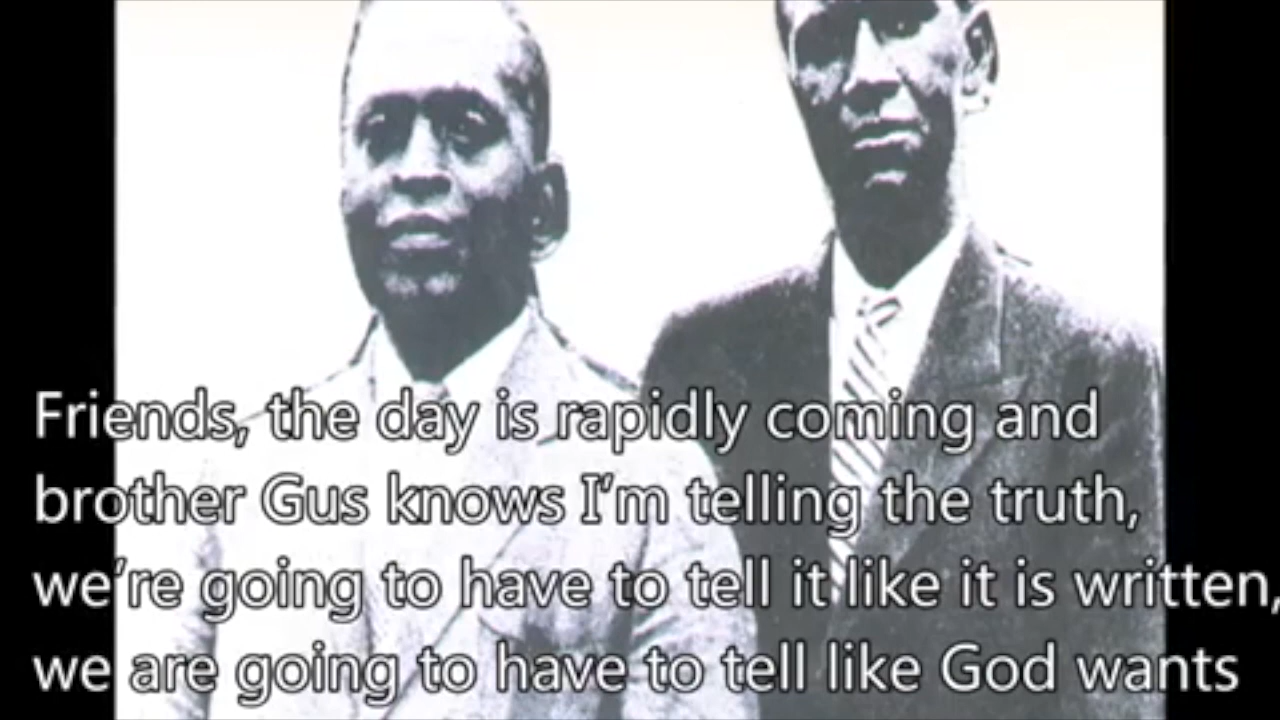 Friends, the day is rapidly coming and
brother Gus knows I'm telling the truth,
we're going to have to tell it like it is written,
we are going to have to tell like God wants